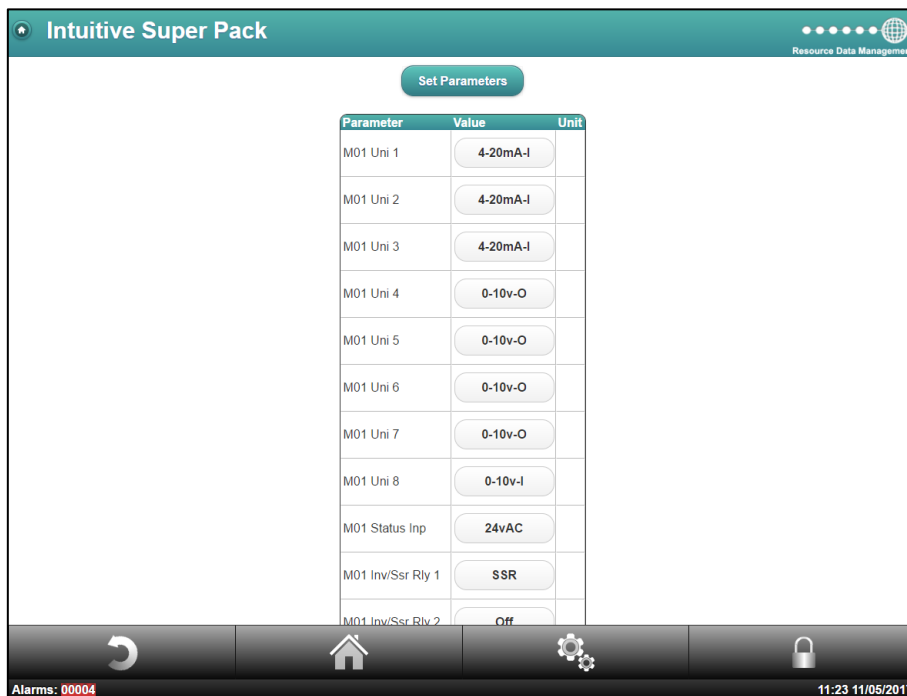 Intuitive Super Pack
Resource Data Managemen
Set Parameters
Parameter Value Unit
M01 Uni 1 4-20mA-I
M01 Uni 2 4-20mA-I
M01 Uni 3 4-20mA-I
M01 Uni 4 0-10v-O
M01 Uni 5 0-10v-O
M01 Uni 6 0-10v-O
M01 Uni 7 0-10v-O
M01 Uni 8 0-10v-I
M01 Status Inp 24vAC
M01 Inv/Ssr Rly 1 SSR
M01 Inv/Ssr Rly 2 Off
Alarms: 00004 11:23 11/05/201